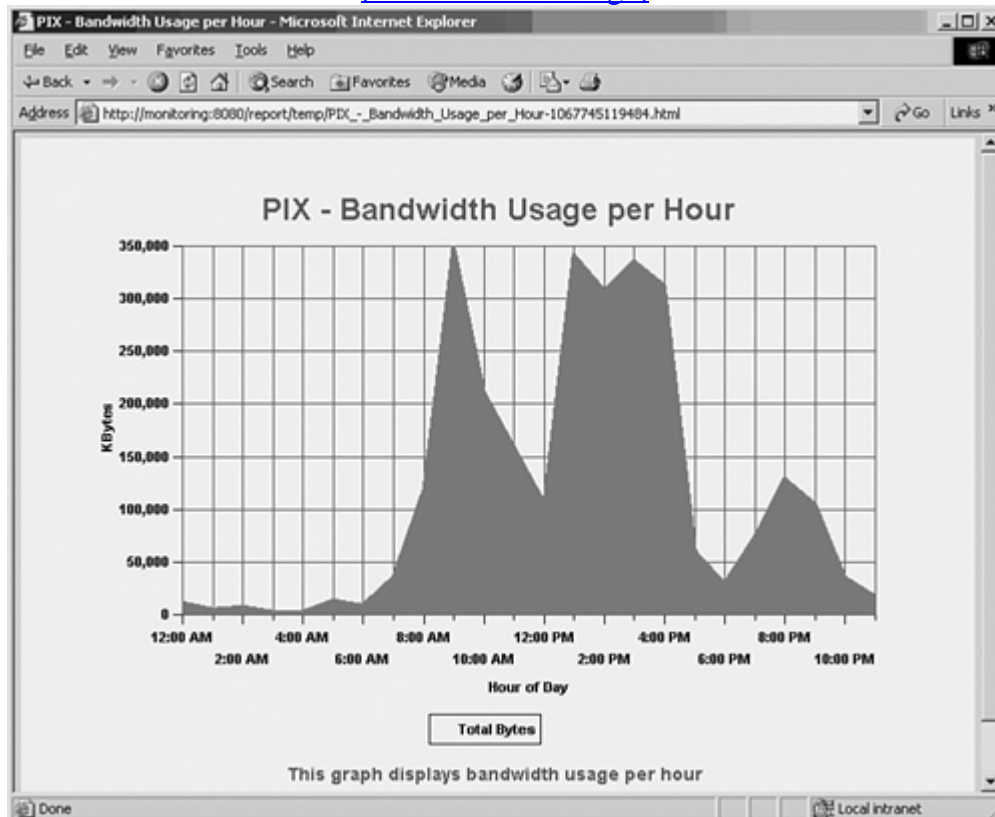 PIX - Bandwidth Usage per Hour - Microsoft Internet Explorer
File Edit View Favorites Tools Help
Back Search Favorites Media
Address http://monitoring:8080/report/temp/PIX_-_Bandwidth_Usage_per_Hour-1067745119484.html Go Links »
PIX - Bandwidth Usage per Hour
350,000
300,000
250,000
200,000
150,000
100,000
50,000
0
KBytes
12:00 AM 4:00 AM 8:00 AM 12:00 PM 4:00 PM 8:00 PM
2:00 AM 6:00 AM 10:00 AM 2:00 PM 6:00 PM 10:00 PM
Hour of Day
Total Bytes
This graph displays bandwidth usage per hour
Done Local intranet